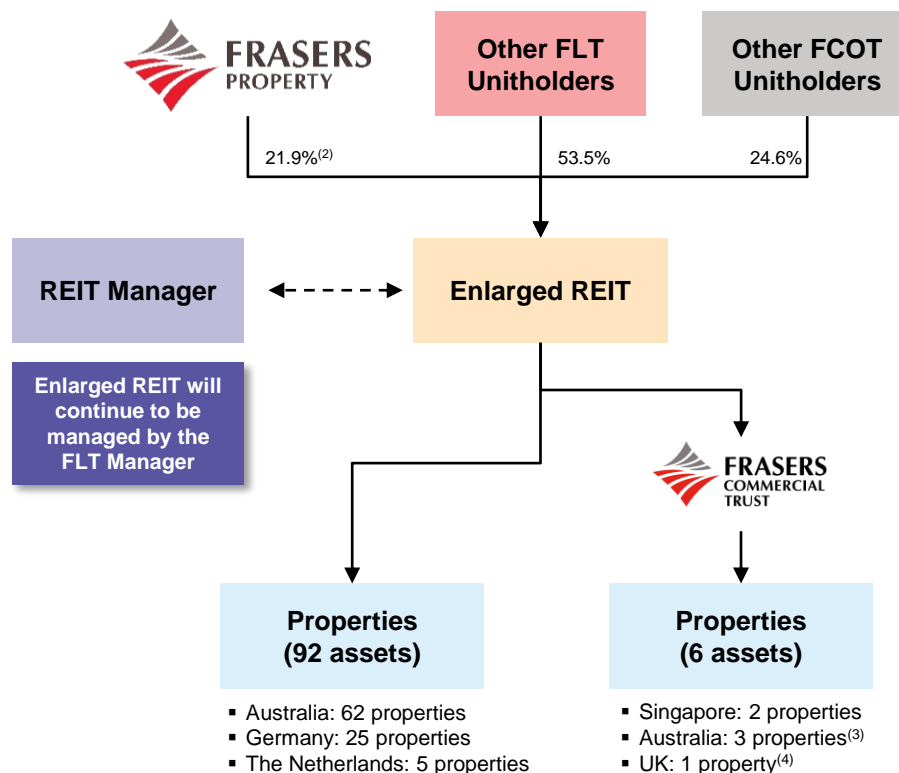 FRASERS
PROPERTY
Other FLT
Unitholders
Other FCOT
Unitholders
21.9%(2)
53.5%
24.6%
REIT Manager
Enlarged REIT
Enlarged REIT will
continue to be
managed by the
FLT Manager
FRASERS
COMMERCIAL
TRUST
Properties
(92 assets)
▪ Australia: 62 properties
▪ Germany: 25 properties
▪ The Netherlands: 5 properties
Properties
(6 assets)
▪ Singapore: 2 properties
▪ Australia: 3 properties(3)
▪ UK: 1 property(4)